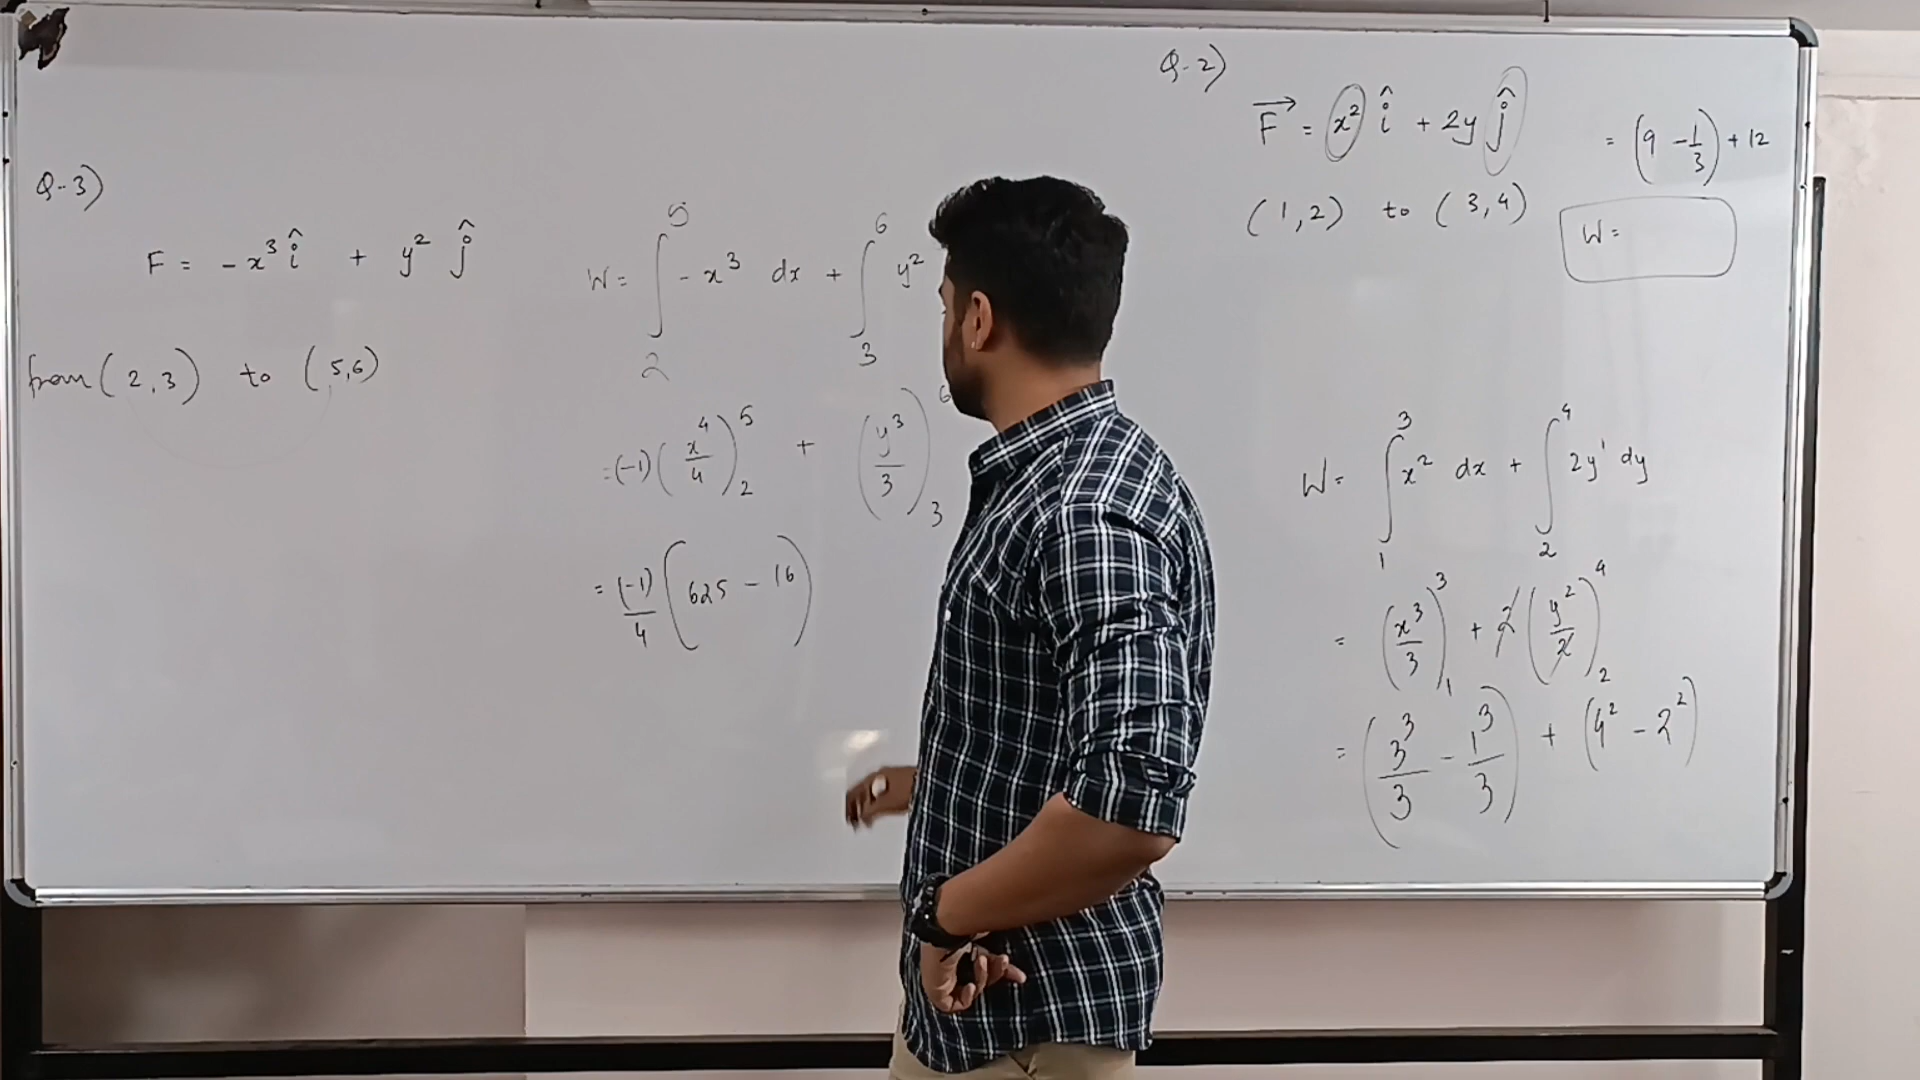 Q-3)
F = -x³ î + y² ĵ
from (2,3) to (5,6)
W = ∫₂⁵ -x³ dx + ∫₃⁶ y²
= (-1) (x⁴/4)₂⁵ + (y³/3)₃⁶
= (-1)/4 (625 - 16)
Q-2)
F⃗ = x² î + 2y ĵ
(1,2) to (3,4)
= (9 - 1/3) + 12
W =
W = ∫₁³ x² dx + ∫₂⁴ 2y¹ dy
= (x³/3)₁³ + 2(y²/2)₂⁴
= (3³/3 - 1³/3) + (4² - 2²)